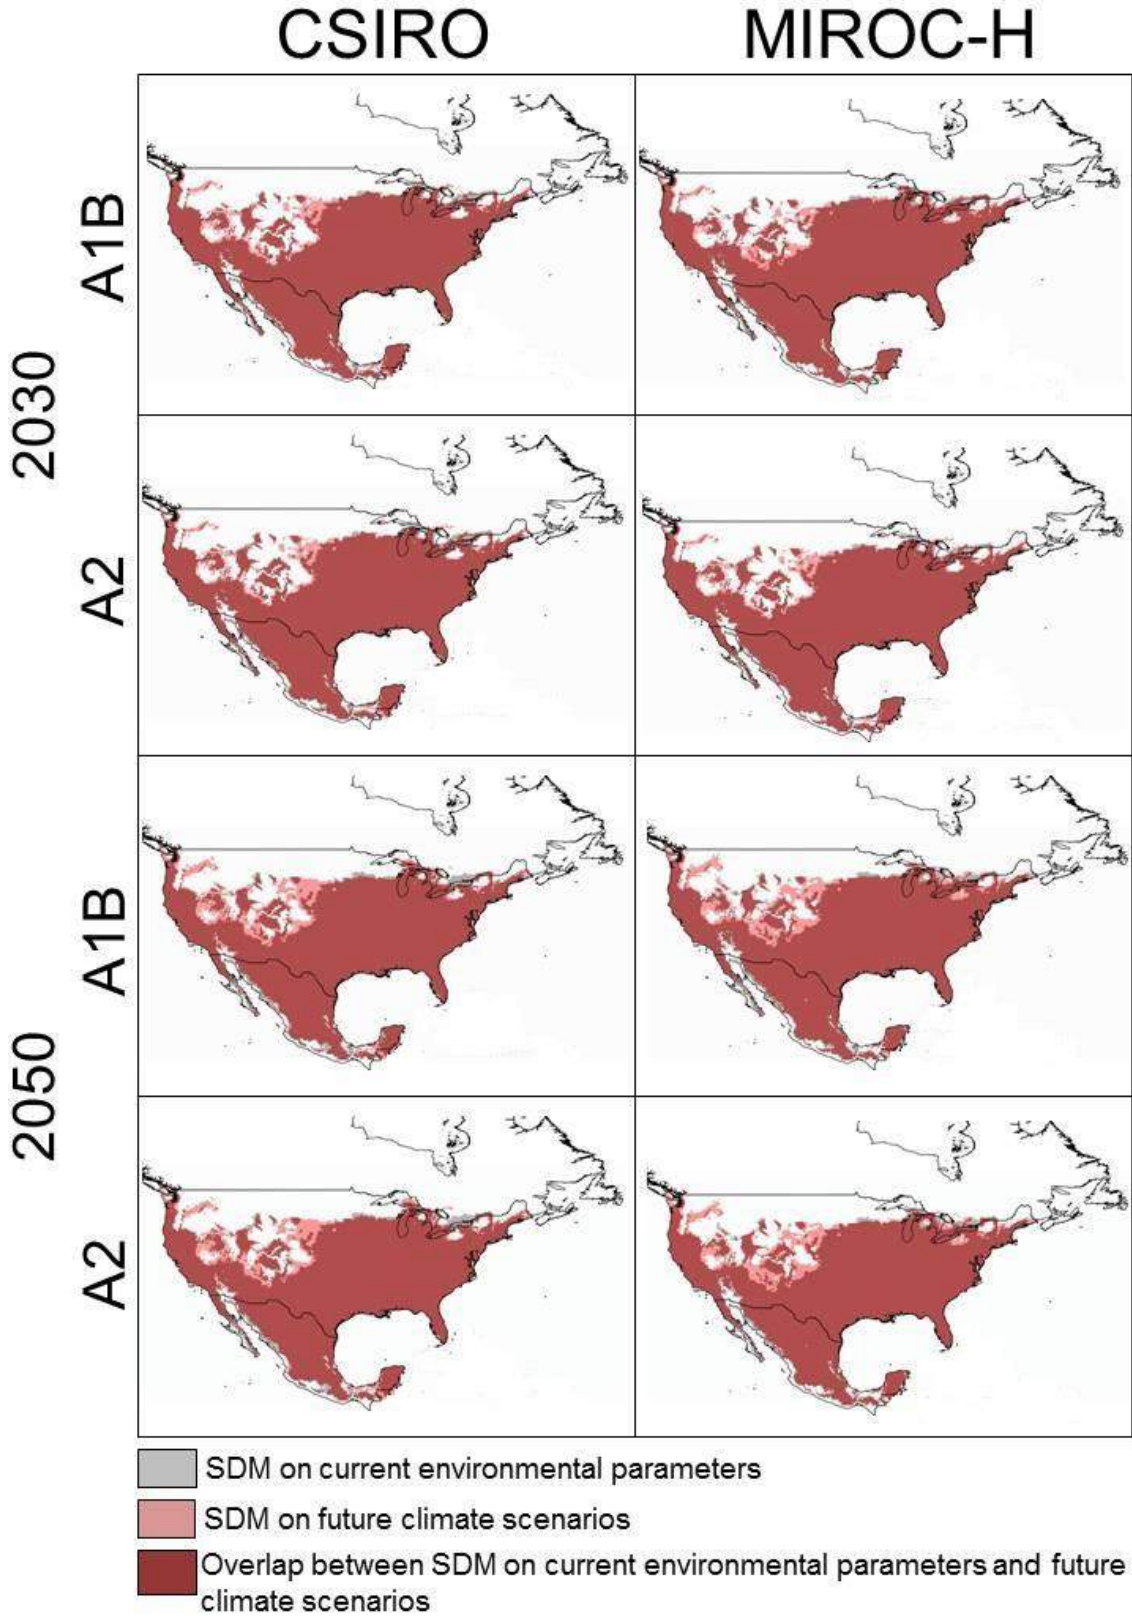 CSIRO MIROC-H
2030
A1B
A2
2050
A1B
A2
SDM on current environmental parameters
SDM on future climate scenarios
Overlap between SDM on current environmental parameters and future
climate scenarios